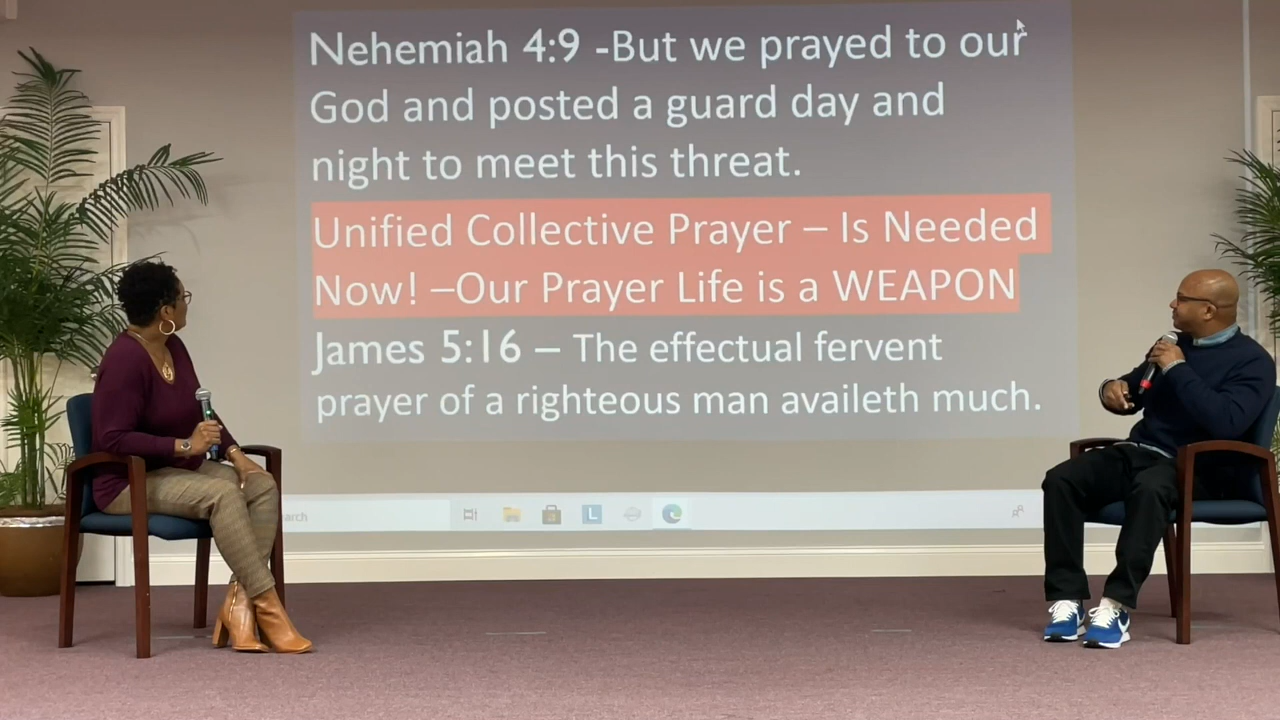 Nehemiah 4:9 -But we prayed to our
God and posted a guard day and
night to meet this threat.
Unified Collective Prayer – Is Needed
Now! –Our Prayer Life is a WEAPON
James 5:16 – The effectual fervent
prayer of a righteous man availeth much.
earch
L